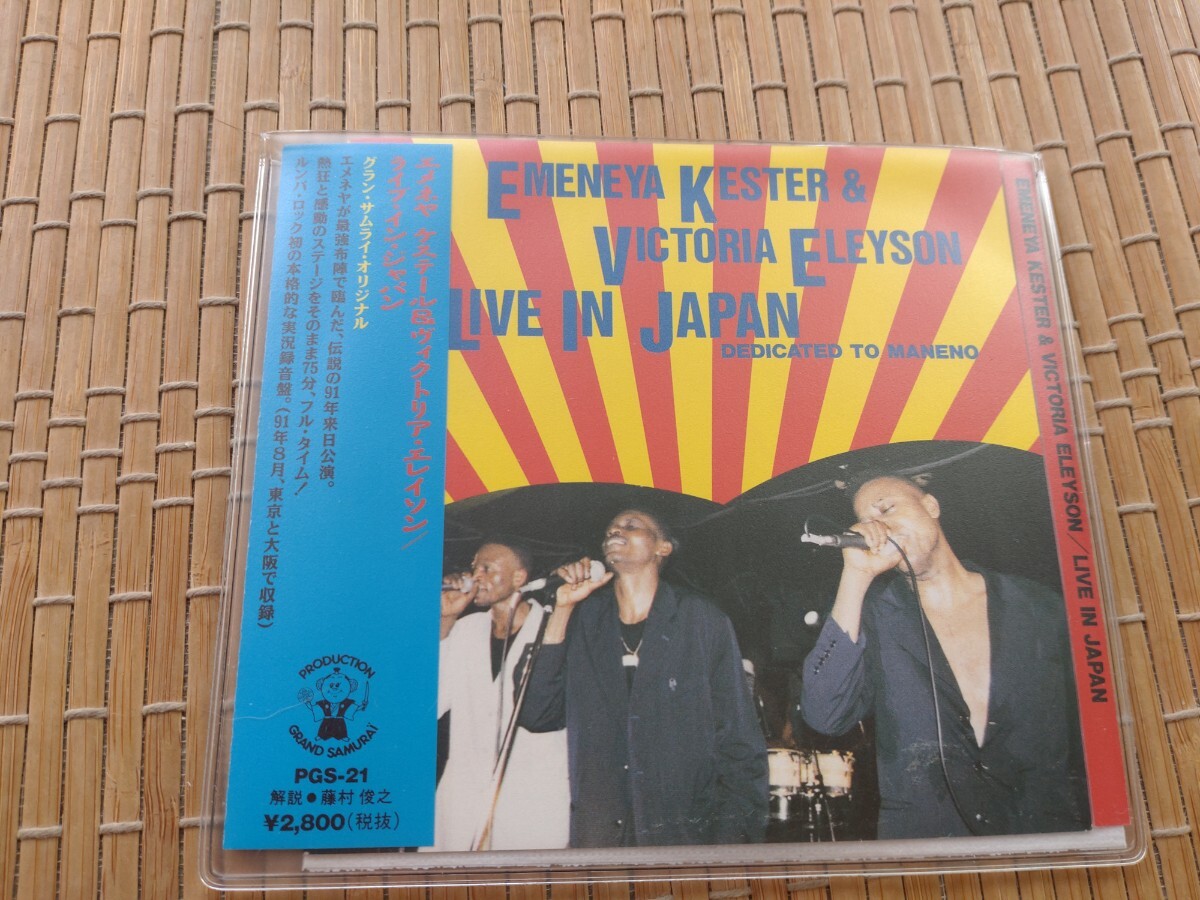 エメネヤ ケステール&ヴィクトリア・エレイソン/
ライブ・イン・ジャパン
グラン・サムライ・オリジナル
エメネヤが最強布陣で臨んだ、伝説の91年来日公演。
熱狂と感動のステージをそのまま75分、フル・タイム!
ルンバ・ロック初の本格的な実況録音盤。(91年8月、東京と大阪で収録)
PRODUCTION
GRAND SAMURAÏ
PGS-21
解説●藤村 俊之
¥2,800(税抜)
EMENEYA KESTER &
VICTORIA ELEYSON
LIVE IN JAPAN
DEDICATED TO MANENO
EMENEYA KESTER & VICTORIA ELEYSON/LIVE IN JAPAN